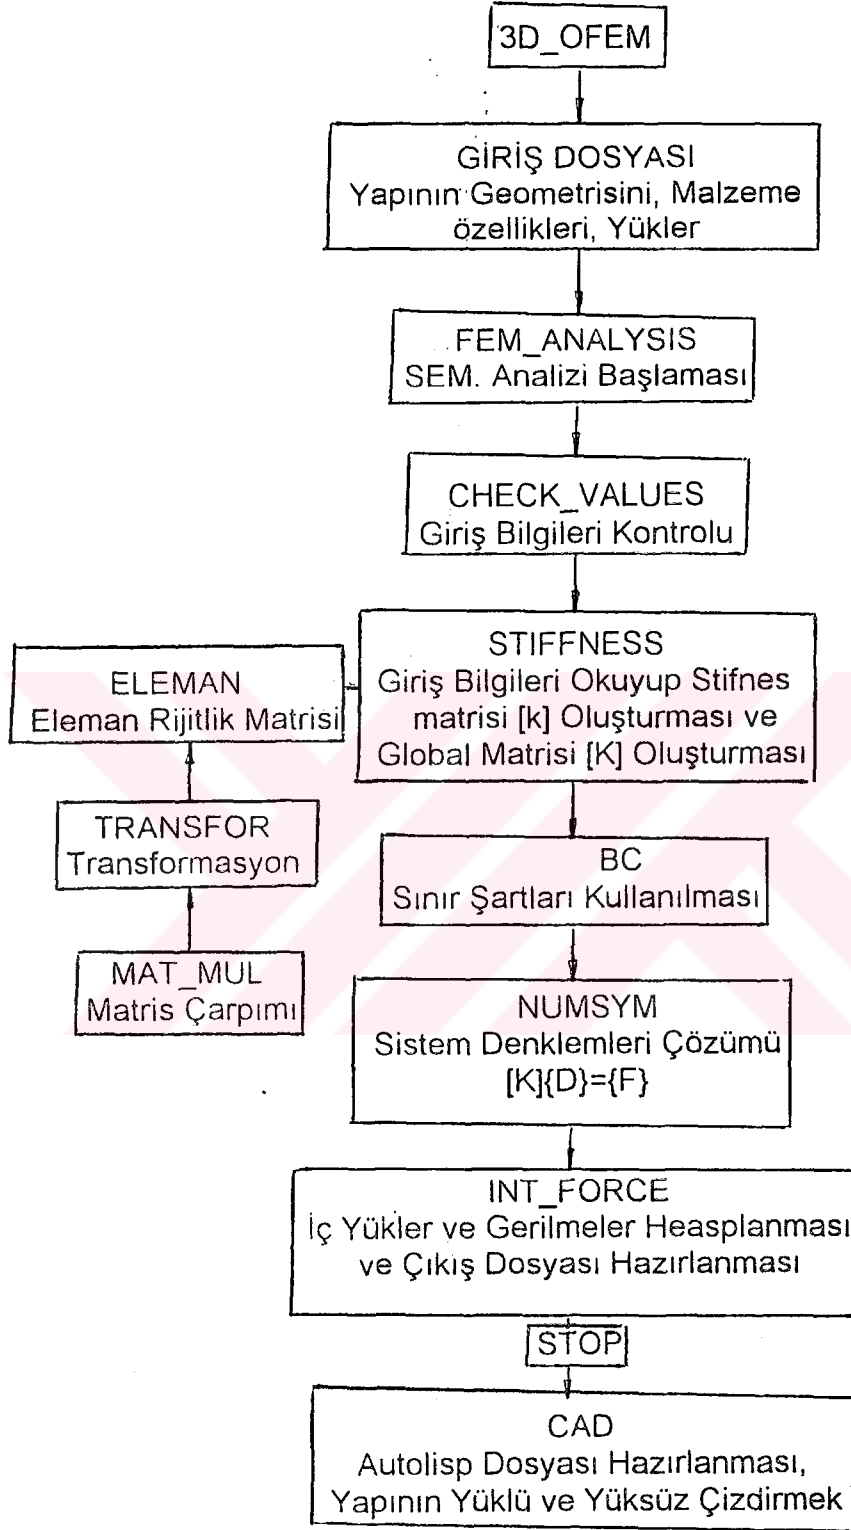 3D_OFEM
GİRİŞ DOSYASI
Yapının Geometrisini, Malzeme
özellikleri, Yükler
FEM_ANALYSIS
SEM. Analizi Başlaması
CHECK_VALUES
Giriş Bilgileri Kontrolu
STIFFNESS
Giriş Bilgileri Okuyup Stifnes
matrisi [k] Oluşturması ve
Global Matrisi [K] Oluşturması
ELEMAN
Eleman Rijitlik Matrisi
TRANSFOR
Transformasyon
MAT_MUL
Matris Çarpımı
BC
Sınır Şartları Kullanılması
NUMSYM
Sistem Denklemleri Çözümü
[K]{D}={F}
INT_FORCE
İç Yükler ve Gerilmeler Heasplanması
ve Çıkış Dosyası Hazırlanması
STOP
CAD
Autolisp Dosyası Hazırlanması,
Yapının Yüklü ve Yüksüz Çizdirmek